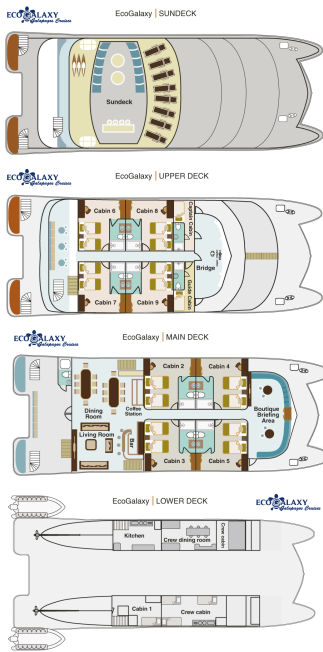 ECOGALAXY
Galapagos Cruises
EcoGalaxy | SUNDECK
Sundeck
ECOGALAXY
Galapagos Cruises
EcoGalaxy | UPPER DECK
Cabin 6
Cabin 8
Captain Cabin
Bridge
Cabin 7
Cabin 9
Guide Cabin
ECOGALAXY
Galapagos Cruises
EcoGalaxy | MAIN DECK
Cabin 2
Cabin 4
Dining
Room
Coffee
Station
Boutique
Briefing
Area
Living Room
Bar
Cabin 3
Cabin 5
EcoGalaxy | LOWER DECK
ECOGALAXY
Galapagos Cruises
Kitchen
Crew dining room
Crew cabin
Cabin 1
Crew cabin